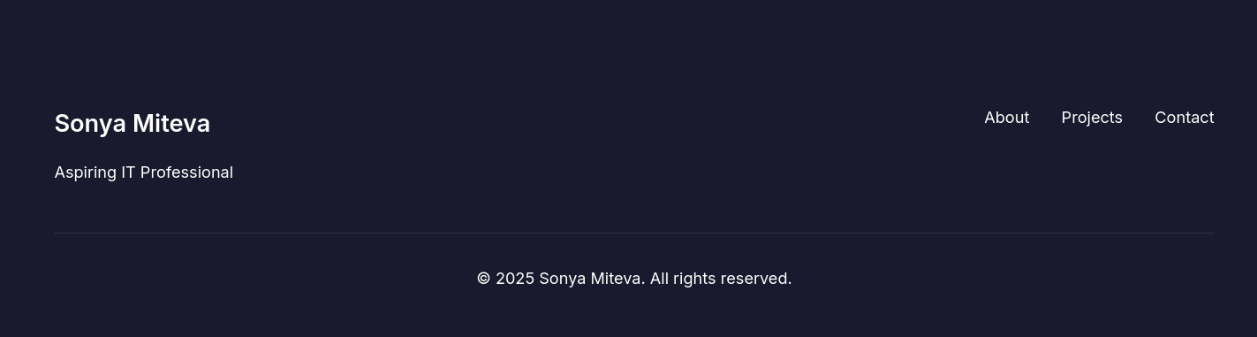 Sonya Miteva
About Projects Contact
Aspiring IT Professional
© 2025 Sonya Miteva. All rights reserved.